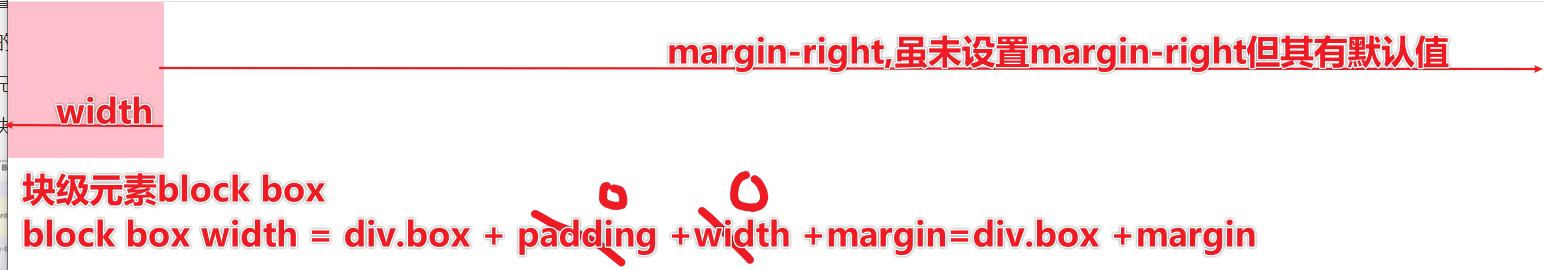 margin-right,虽未设置margin-right但其有默认值
width
块级元素block box
0 0
block box width = div.box + padding +width +margin=div.box +margin